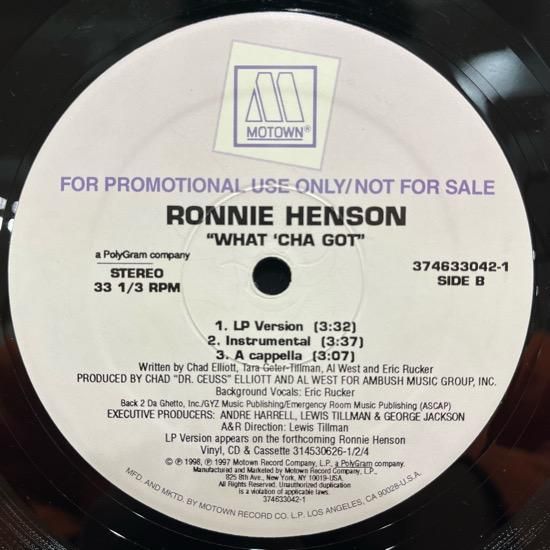 MOTOWN®
FOR PROMOTIONAL USE ONLY/NOT FOR SALE
RONNIE HENSON
"WHAT 'CHA GOT"
a PolyGram company
STEREO
33 1/3 RPM
374633042-1
SIDE B
1. LP Version (3:32)
2. Instrumental (3:37)
3. A cappella (3:07)
Written by Chad Elliott, Tara Geter-Tillman, Al West and Eric Rucker
PRODUCED BY CHAD "DR. CEUSS" ELLIOTT AND AL WEST FOR AMBUSH MUSIC GROUP, INC.
Background Vocals: Eric Rucker
Back 2 Da Ghetto, Inc./GYZ Music Publishing/Emergency Room Music Publishing (ASCAP)
EXECUTIVE PRODUCERS: ANDRE HARRELL, LEWIS TILLMAN & GEORGE JACKSON
A&R Direction: Lewis Tillman
LP Version appears on the forthcoming Ronnie Henson
Vinyl, CD & Cassette 314530626-1/2/4
© ℗ 1998, ℗ 1997 Motown Record Company, L.P., a PolyGram company.
Manufactured and Marketed by Motown Record Company, L.P.
825 8th Ave., New York, NY 10019-USA.
All Rights Reserved. Unauthorized duplication
is a violation of applicable laws.
374633042-1
MFD. AND MKTD. BY MOTOWN RECORD CO. L.P. LOS ANGELES, CA 90028-U.S.A.